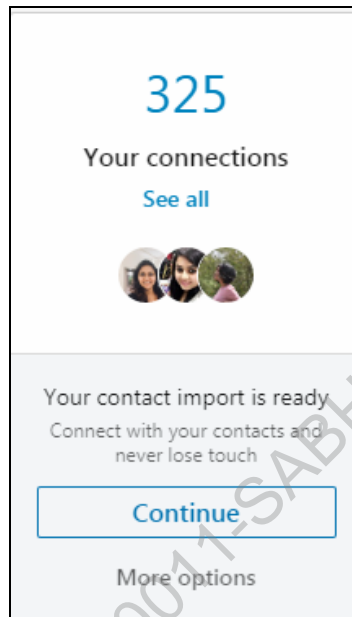 325
Your connections
See all
Your contact import is ready
Connect with your contacts and
never lose touch
Continue
More options